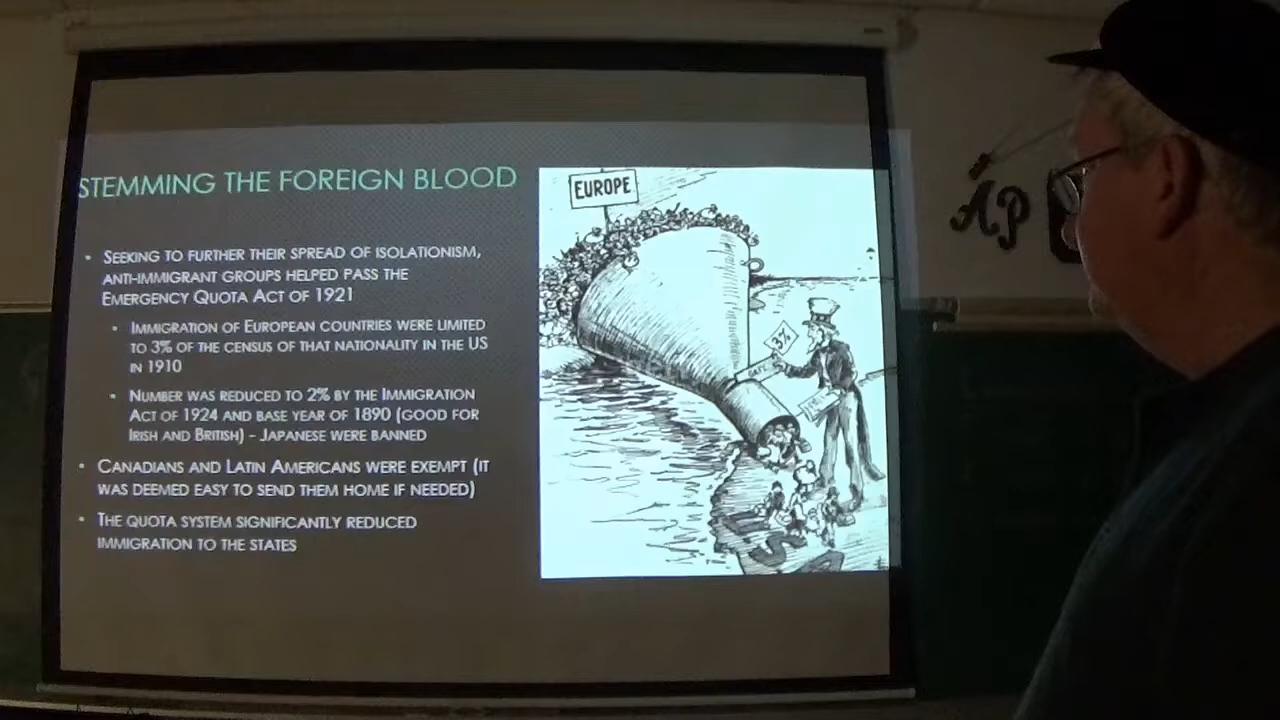 STEMMING THE FOREIGN BLOOD
• SEEKING TO FURTHER THEIR SPREAD OF ISOLATIONISM,
ANTI-IMMIGRANT GROUPS HELPED PASS THE
EMERGENCY QUOTA ACT OF 1921
• IMMIGRATION OF EUROPEAN COUNTRIES WERE LIMITED
TO 3% OF THE CENSUS OF THAT NATIONALITY IN THE US
IN 1910
• NUMBER WAS REDUCED TO 2% BY THE IMMIGRATION
ACT OF 1924 AND BASE YEAR OF 1890 (GOOD FOR
IRISH AND BRITISH) - JAPANESE WERE BANNED
• CANADIANS AND LATIN AMERICANS WERE EXEMPT (IT
WAS DEEMED EASY TO SEND THEM HOME IF NEEDED)
• THE QUOTA SYSTEM SIGNIFICANTLY REDUCED
IMMIGRATION TO THE STATES
EUROPE
3%
GATE
USA
AP